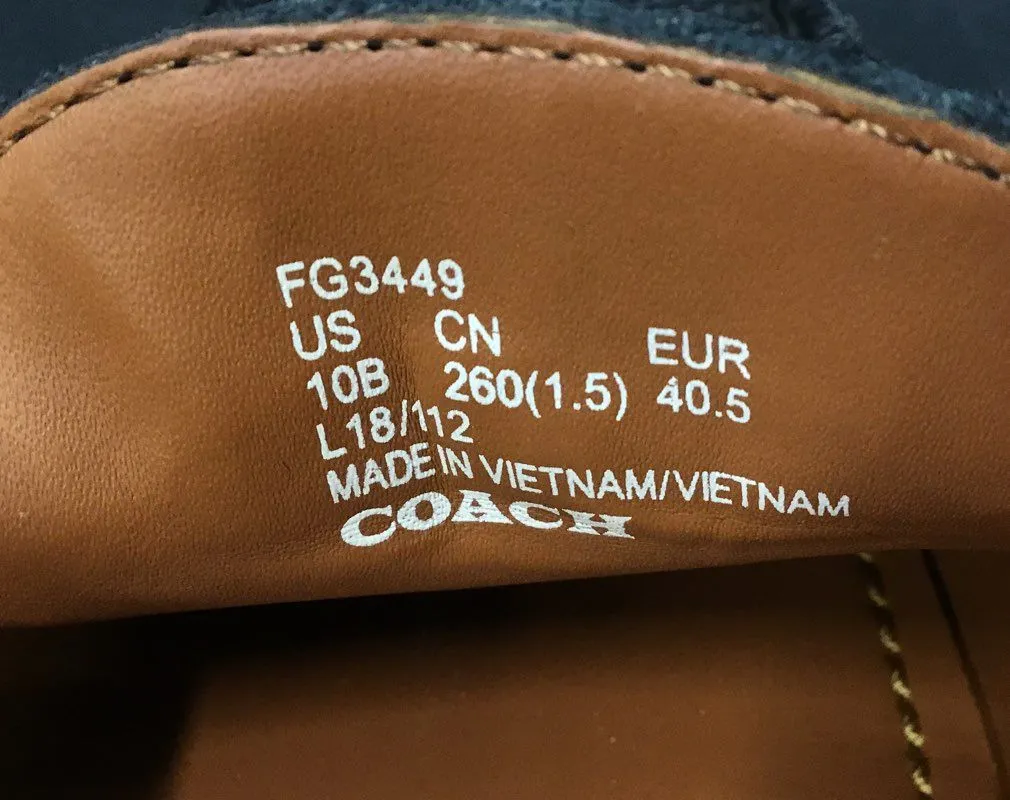 FG3449
US CN EUR
10B 260(1.5) 40.5
L18/112
MADE IN VIETNAM/VIETNAM
COACH